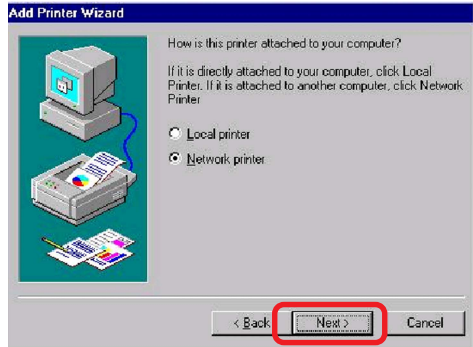 Add Printer Wizard
How is this printer attached to your computer?
If it is directly attached to your computer, click Local
Printer. If it is attached to another computer, click Network
Printer
Local printer
Network printer
< Back
Next >
Cancel